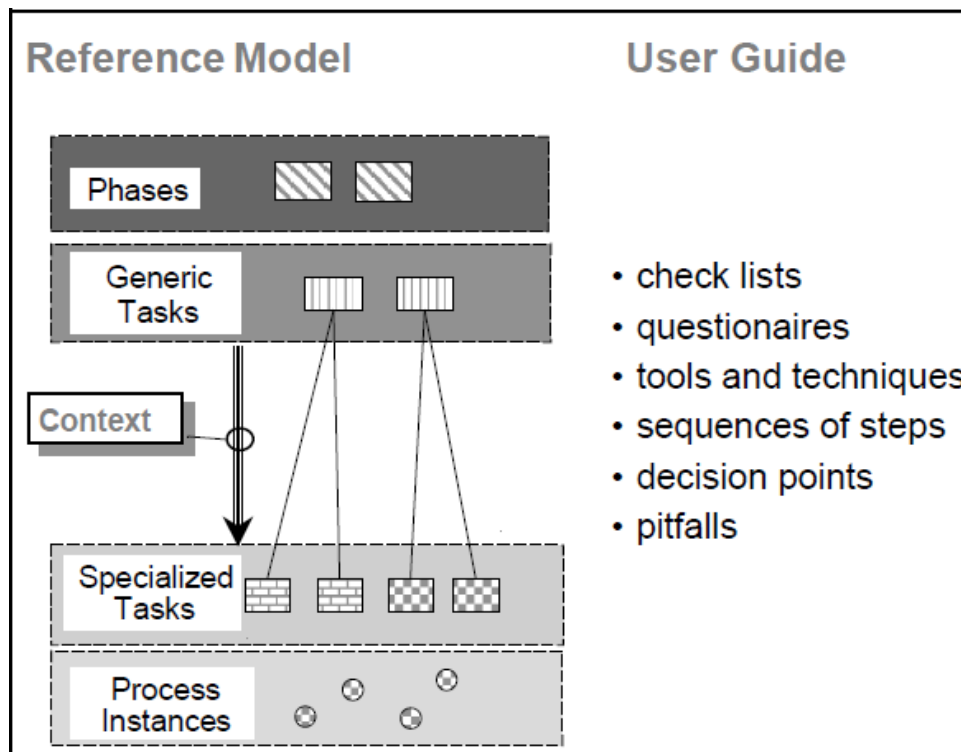 Reference Model
User Guide
Phases
Generic
Tasks
Context
Specialized
Tasks
Process
Instances
• check lists
• questionaires
• tools and techniques
• sequences of steps
• decision points
• pitfalls